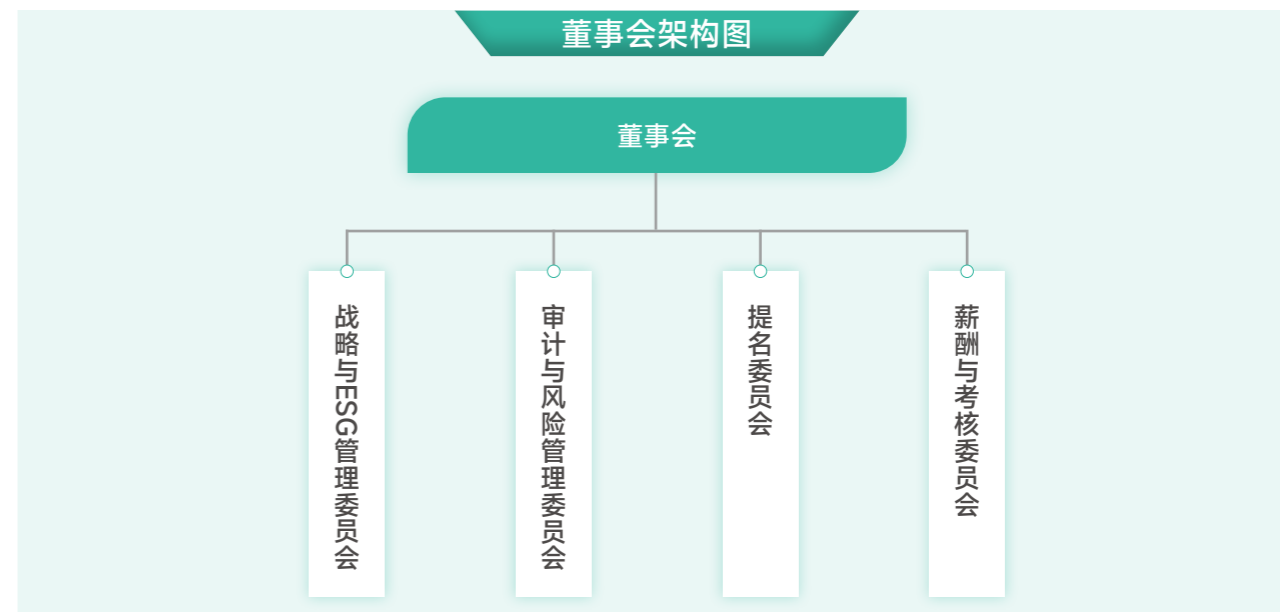 董事会架构图
董事会
战略与ESG管理委员会
审计与风险管理委员会
提名委员会
薪酬与考核委员会